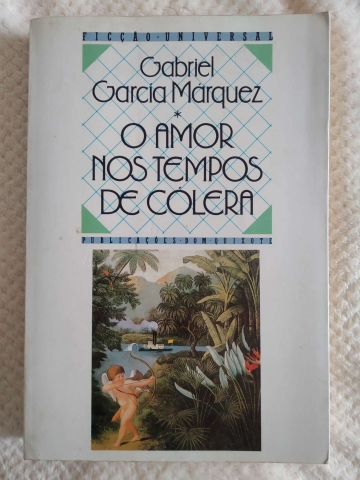 FICÇÃO · UNIVERSAL
Gabriel
García Márquez
*
O AMOR
NOS TEMPOS
DE CÓLERA
PUBLICAÇÕES · DOM · QUIXOTE